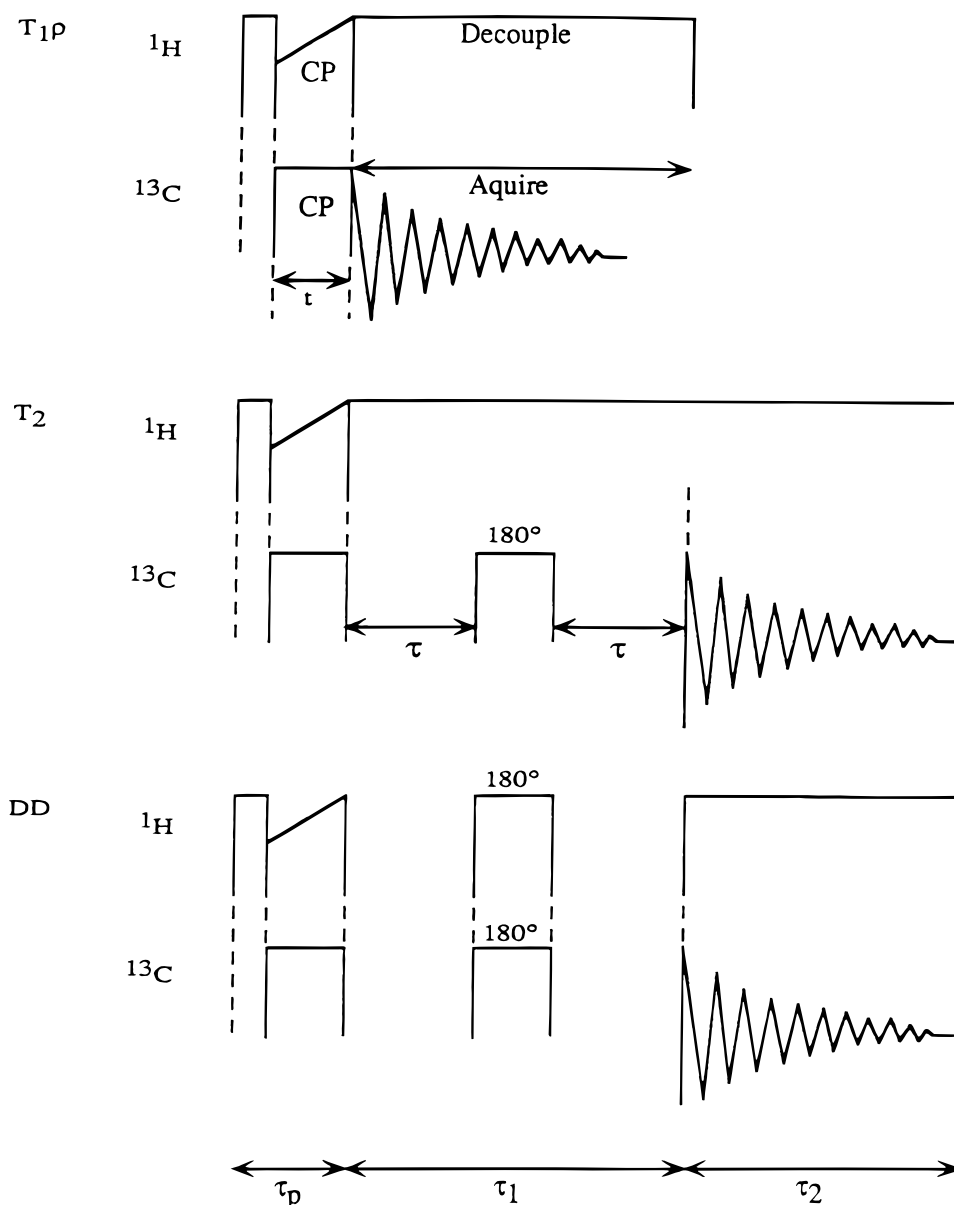 T₁ρ
¹H
Decouple
CP
¹³C
CP
Aquire
t
T₂
¹H
¹³C
180°
τ
τ
DD
¹H
180°
¹³C
180°
τₚ
τ₁
τ₂